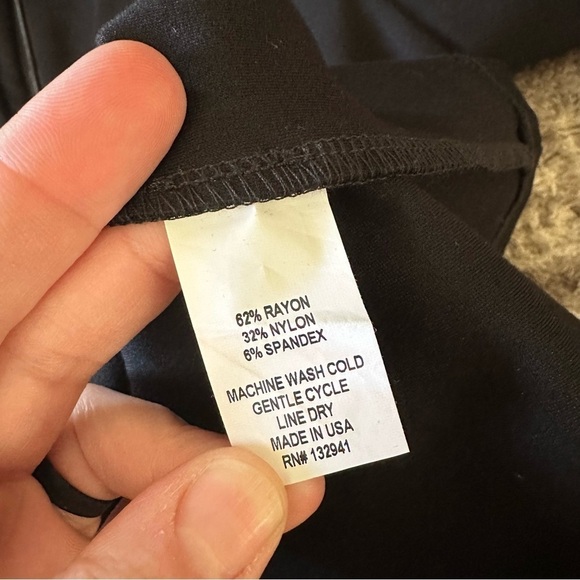 62% RAYON
32% NYLON
6% SPANDEX
MACHINE WASH COLD
GENTLE CYCLE
LINE DRY
MADE IN USA
RN# 132941